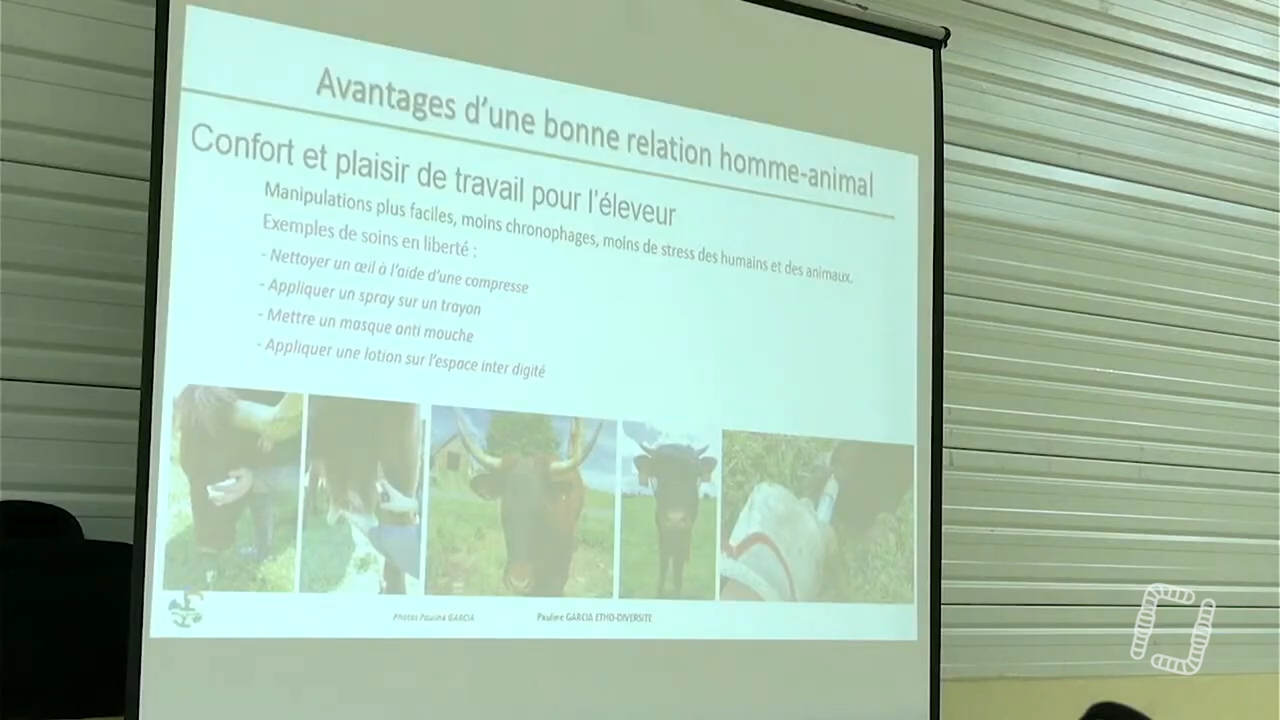 Avantages d'une bonne relation homme-animal
Confort et plaisir de travail pour l'éleveur
Manipulations plus faciles, moins chronophages, moins de stress des humains et des animaux.
Exemples de soins en liberté :
- Nettoyer un œil à l'aide d'une compresse
- Appliquer un spray sur un trayon
- Mettre un masque anti mouche
- Appliquer une lotion sur l'espace inter digité
Photos Pauline GARCIA
Pauline GARCIA ETHO-DIVERSITE